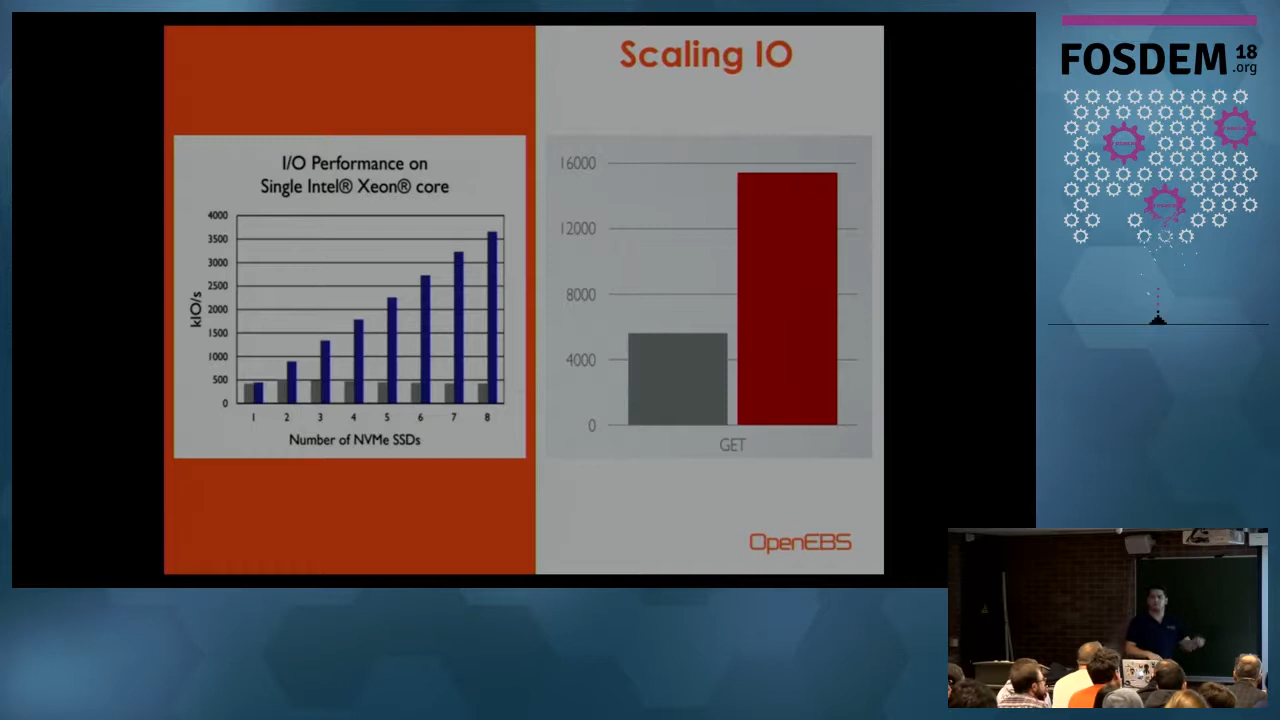 Scaling IO
I/O Performance on
Single Intel® Xeon® core
4000
3500
3000
2500
2000
1500
1000
500
0
kIO/s
1 2 3 4 5 6 7 8
Number of NVMe SSDs
16000
12000
8000
4000
0
GET
OpenEBS
FOSDEM 18
.org